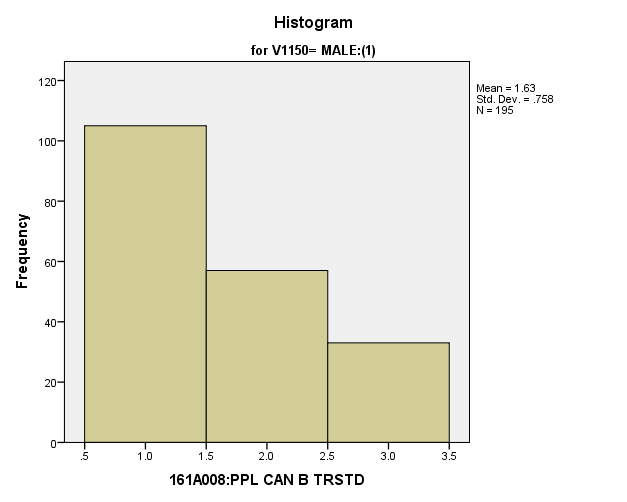 Histogram
for V1150= MALE:(1)
Mean = 1.63
Std. Dev. = .758
N = 195
Frequency
120
100
80
60
40
20
0
.5 1.0 1.5 2.0 2.5 3.0 3.5
161A008:PPL CAN B TRSTD